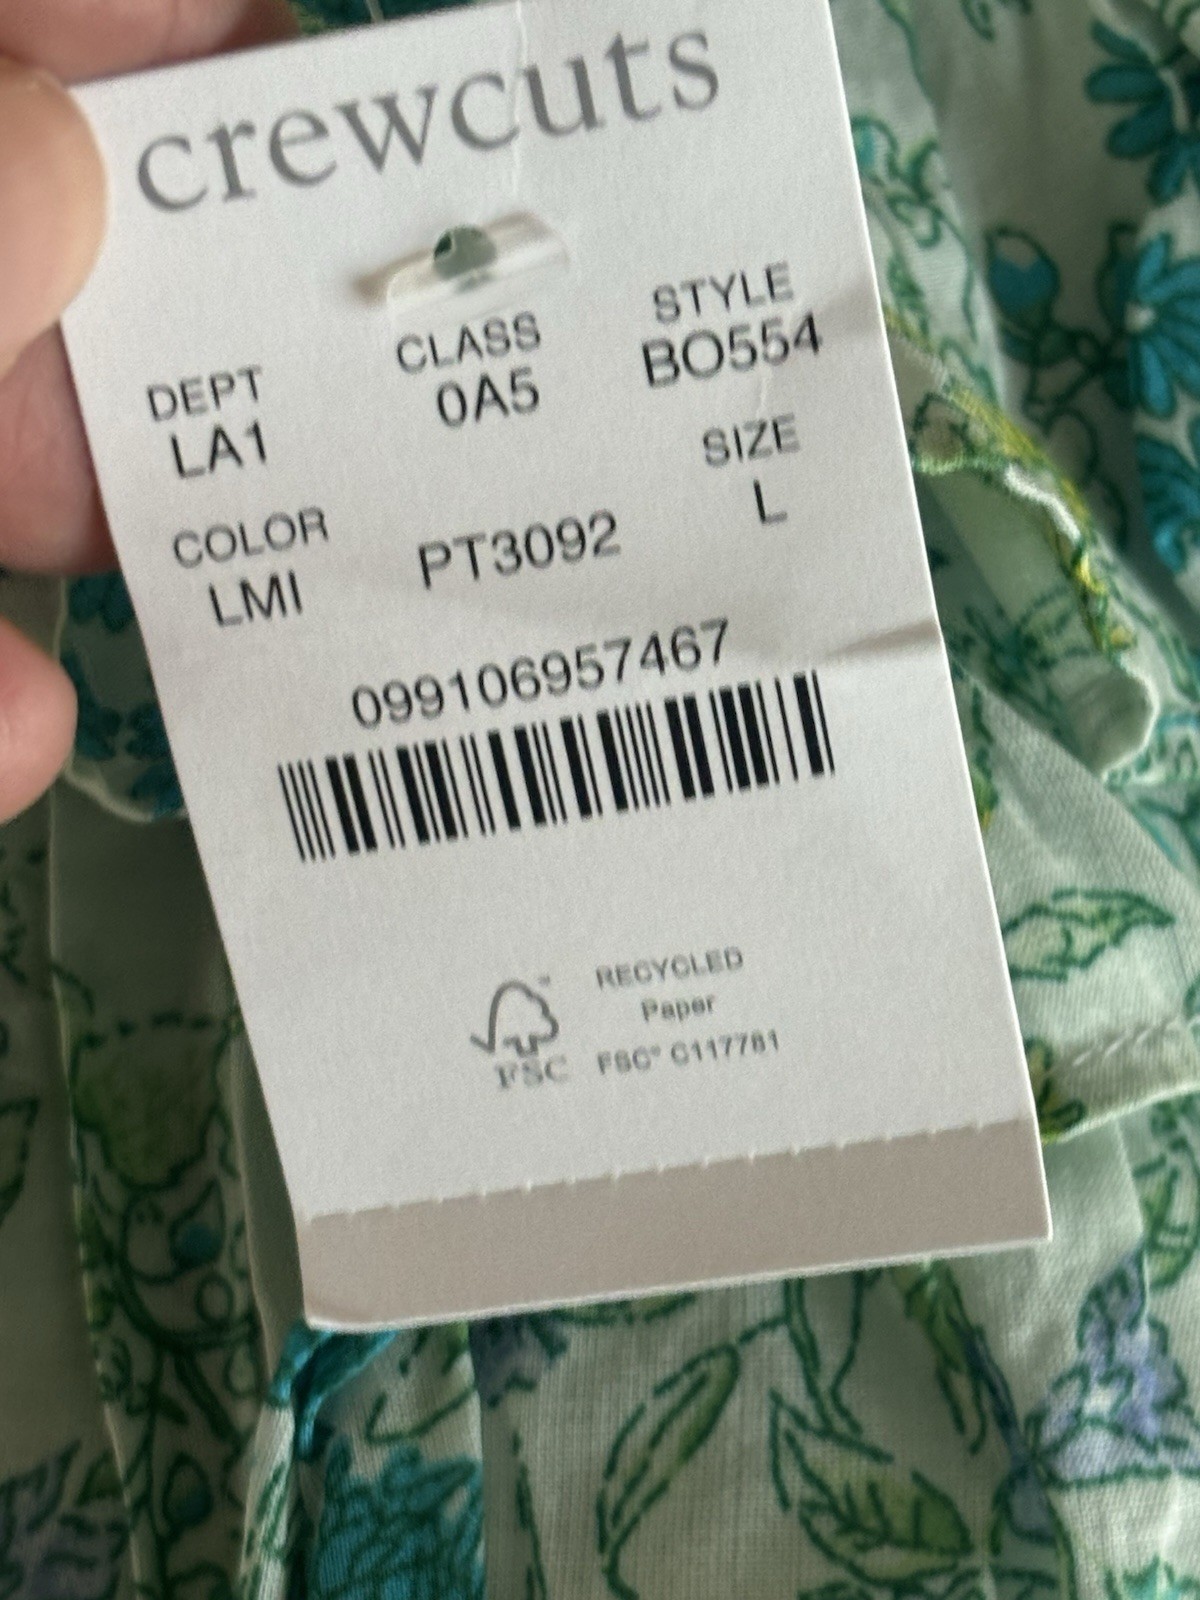 crewcuts
DEPT CLASS STYLE
LA1 0A5 BO554
COLOR SIZE
LMI PT3092 L
099106957467
RECYCLED
Paper
FSC FSC® C117781